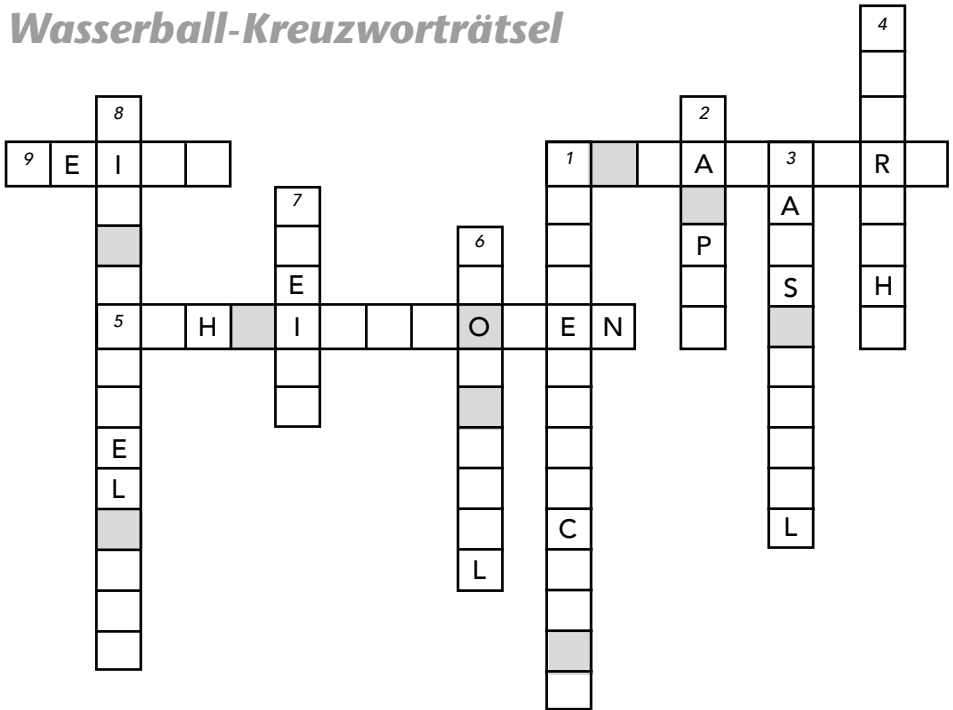 Wasserball-Kreuzworträtsel
4
8
2
9 E I
1 A 3 R
7
A
6
P
E
S H
5 H I O E N
E
L
C
L
L